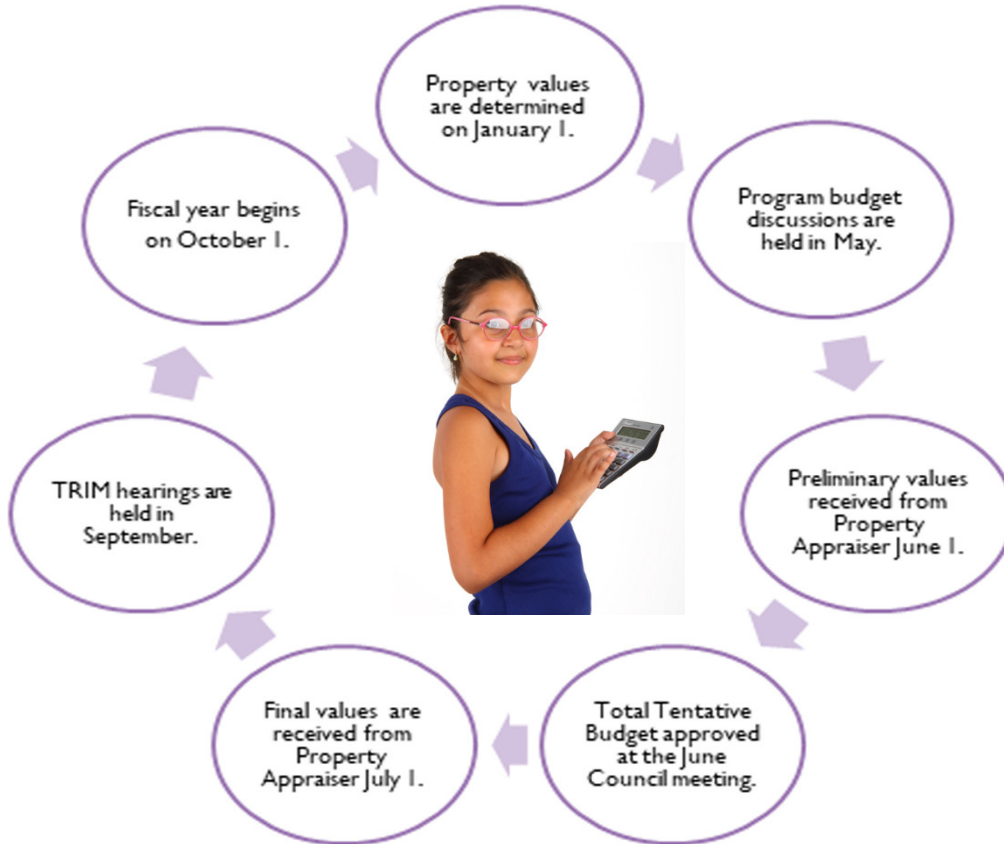 Property values
are determined
on January 1.
Program budget
discussions are
held in May.
Preliminary values
received from
Property
Appraiser June 1.
Total Tentative
Budget approved
at the June
Council meeting.
Final values are
received from
Property
Appraiser July 1.
TRIM hearings are
held in
September.
Fiscal year begins
on October 1.